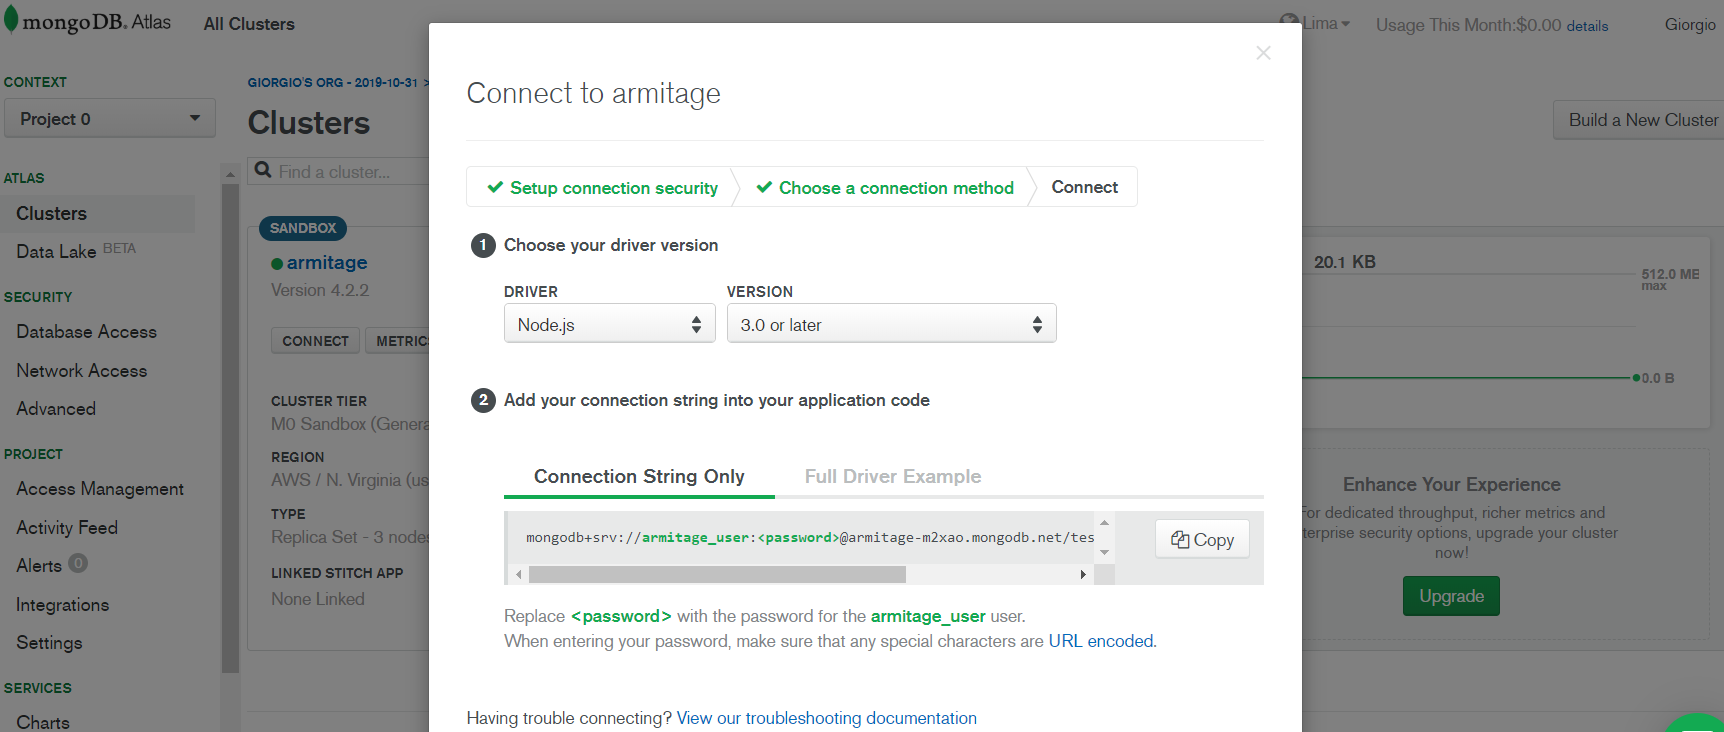 mongoDB. Atlas
All Clusters
Lima
Usage This Month:$0.00 details
Giorgio
CONTEXT
Project 0
ATLAS
Clusters
Data Lake BETA
SECURITY
Database Access
Network Access
Advanced
PROJECT
Access Management
Activity Feed
Alerts 0
Integrations
Settings
SERVICES
Charts
GIORGIO'S ORG - 2019-10-31 >
Clusters
Find a cluster...
Build a New Cluster
SANDBOX
armitage
Version 4.2.2
CONNECT
METRICS
CLUSTER TIER
M0 Sandbox (Genera
REGION
AWS / N. Virginia (us
TYPE
Replica Set - 3 nodes
LINKED STITCH APP
None Linked
Connect to armitage
Setup connection security
Choose a connection method
Connect
1 Choose your driver version
DRIVER
VERSION
Node.js
3.0 or later
2 Add your connection string into your application code
Connection String Only
Full Driver Example
mongodb+srv://armitage_user:<password>@armitage-m2xao.mongodb.net/tes
Copy
Replace <password> with the password for the armitage_user user.
When entering your password, make sure that any special characters are URL encoded.
Having trouble connecting? View our troubleshooting documentation
20.1 KB
512.0 MB
max
0.0 B
Enhance Your Experience
For dedicated throughput, richer metrics and
terprise security options, upgrade your cluster
now!
Upgrade